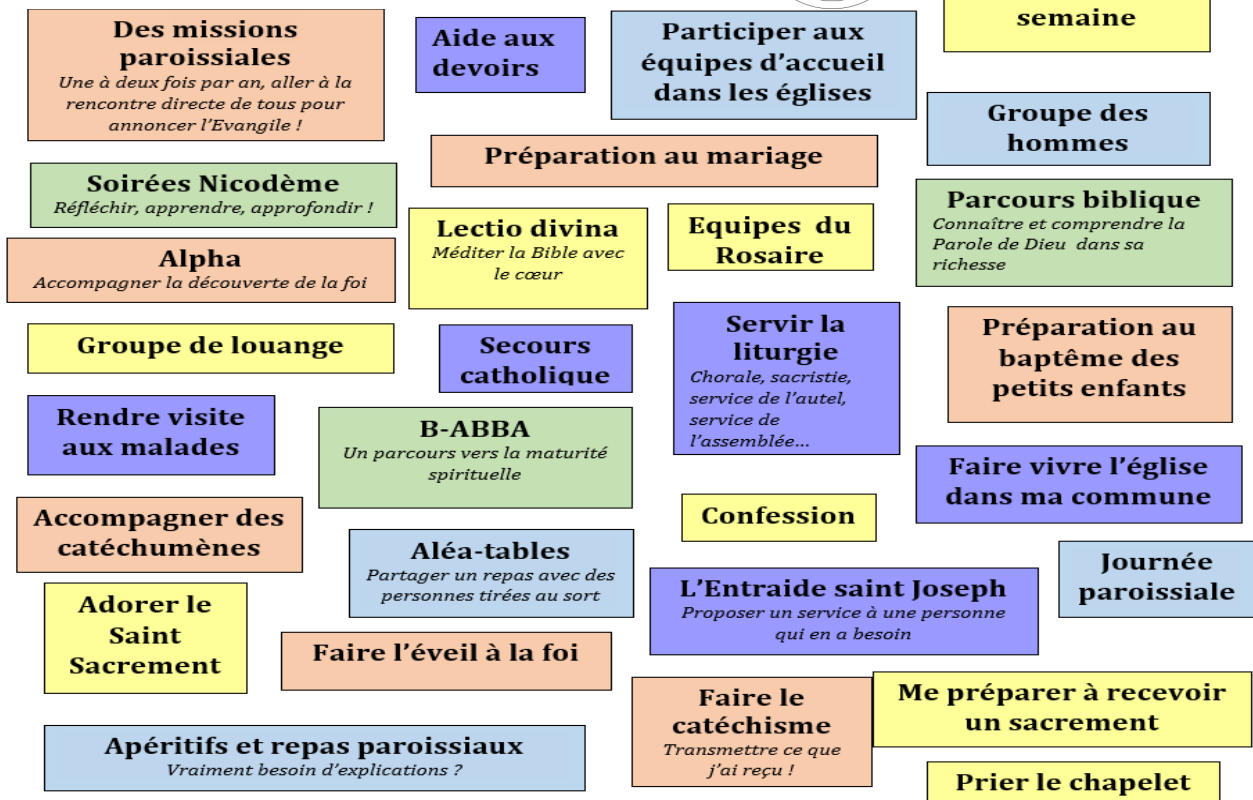 semaine
Des missions
paroissiales
Une à deux fois par an, aller à la
rencontre directe de tous pour
annoncer l'Evangile !
Aide aux
devoirs
Participer aux
équipes d'accueil
dans les églises
Groupe des
hommes
Préparation au mariage
Soirées Nicodème
Réfléchir, apprendre, approfondir !
Parcours biblique
Connaître et comprendre la
Parole de Dieu dans sa
richesse
Lectio divina
Méditer la Bible avec
le cœur
Equipes du
Rosaire
Alpha
Accompagner la découverte de la foi
Servir la
liturgie
Chorale, sacristie,
service de l'autel,
service de
l'assemblée…
Préparation au
baptême des
petits enfants
Groupe de louange
Secours
catholique
Rendre visite
aux malades
B-ABBA
Un parcours vers la maturité
spirituelle
Faire vivre l'église
dans ma commune
Confession
Accompagner des
catéchumènes
Aléa-tables
Partager un repas avec des
personnes tirées au sort
Journée
paroissiale
L'Entraide saint Joseph
Proposer un service à une personne
qui en a besoin
Adorer le
Saint
Sacrement
Faire l'éveil à la foi
Faire le
catéchisme
Transmettre ce que
j'ai reçu !
Me préparer à recevoir
un sacrement
Apéritifs et repas paroissiaux
Vraiment besoin d'explications ?
Prier le chapelet